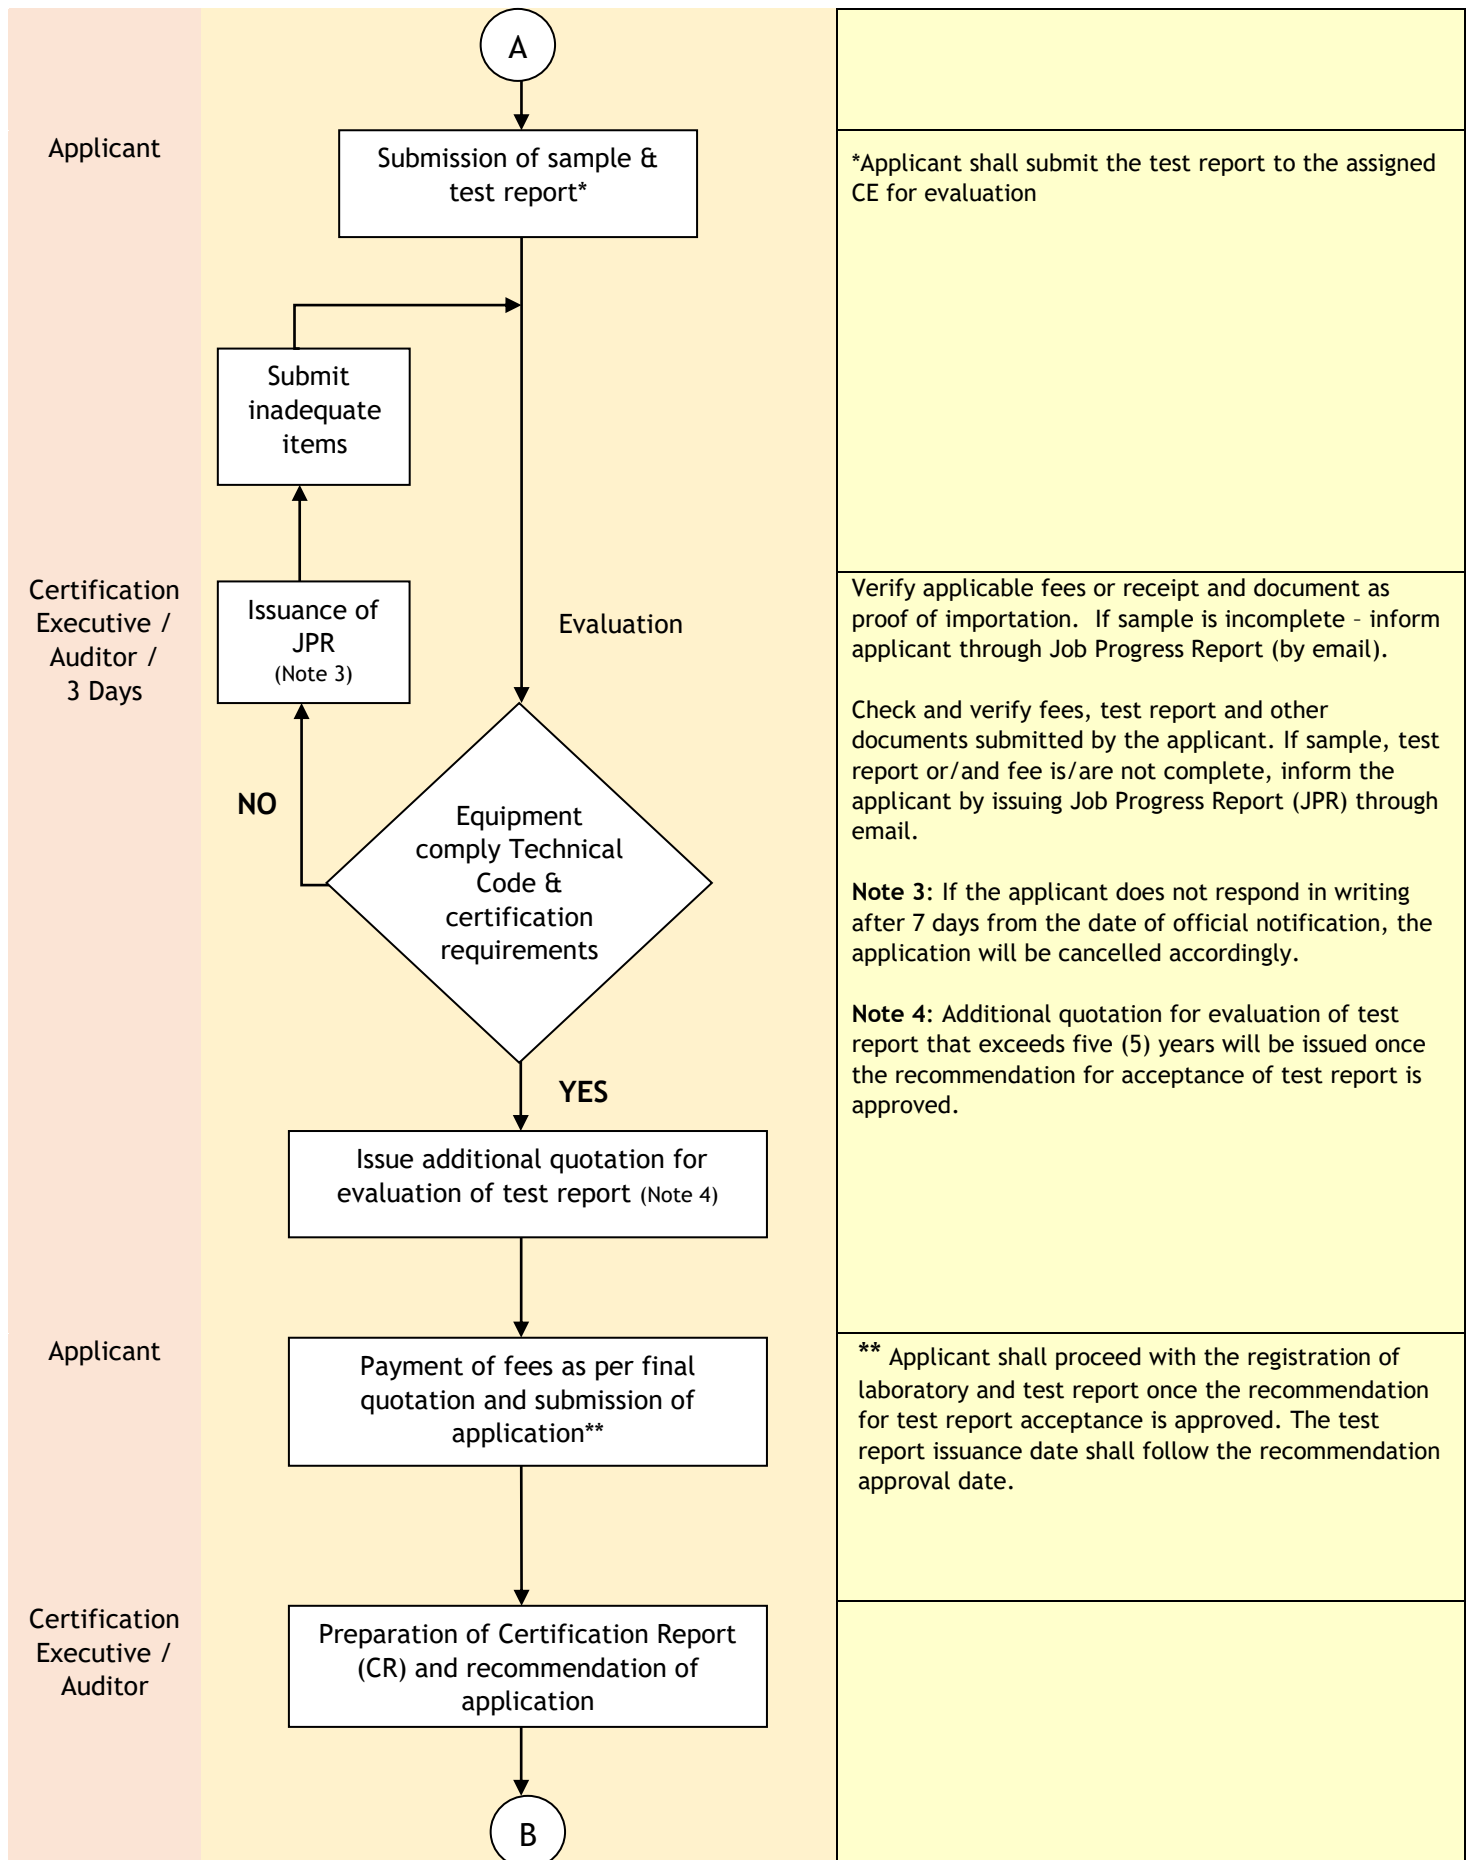 A
Applicant
Submission of sample &
test report*
*Applicant shall submit the test report to the assigned
CE for evaluation
Submit
inadequate
items
Certification
Executive /
Auditor /
3 Days
Issuance of
JPR
(Note 3)
Evaluation
Verify applicable fees or receipt and document as
proof of importation.  If sample is incomplete – inform
applicant through Job Progress Report (by email).
Check and verify fees, test report and other
documents submitted by the applicant. If sample, test
report or/and fee is/are not complete, inform the
applicant by issuing Job Progress Report (JPR) through
email.
Note 3: If the applicant does not respond in writing
after 7 days from the date of official notification, the
application will be cancelled accordingly.
Note 4: Additional quotation for evaluation of test
report that exceeds five (5) years will be issued once
the recommendation for acceptance of test report is
approved.
NO
Equipment
comply Technical
Code &
certification
requirements
YES
Issue additional quotation for
evaluation of test report (Note 4)
Applicant
Payment of fees as per final
quotation and submission of
application**
** Applicant shall proceed with the registration of
laboratory and test report once the recommendation
for test report acceptance is approved. The test
report issuance date shall follow the recommendation
approval date.
Certification
Executive /
Auditor
Preparation of Certification Report
(CR) and recommendation of
application
B